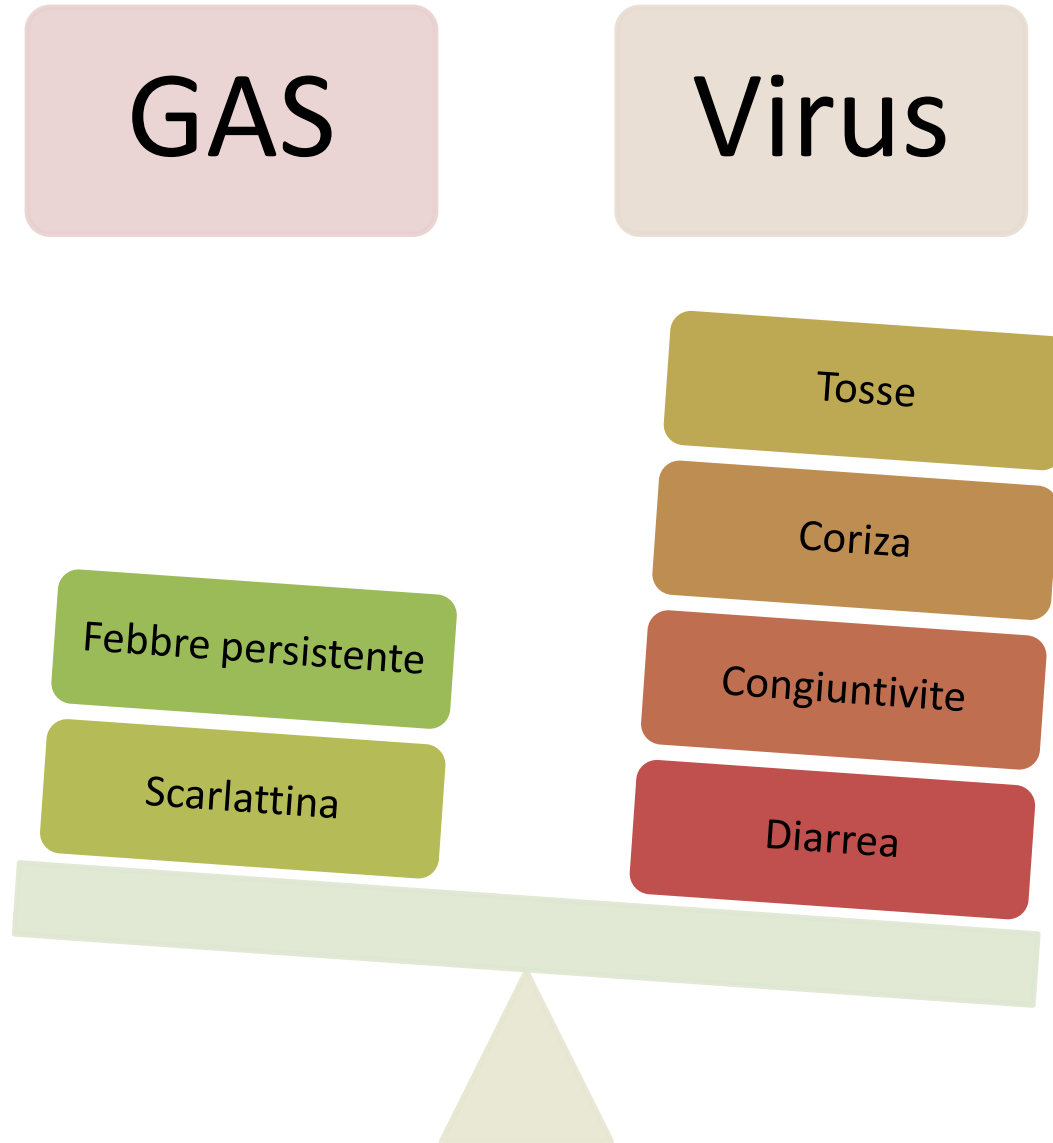 GAS
Virus
Tosse
Coriza
Febbre persistente
Congiuntivite
Scarlattina
Diarrea